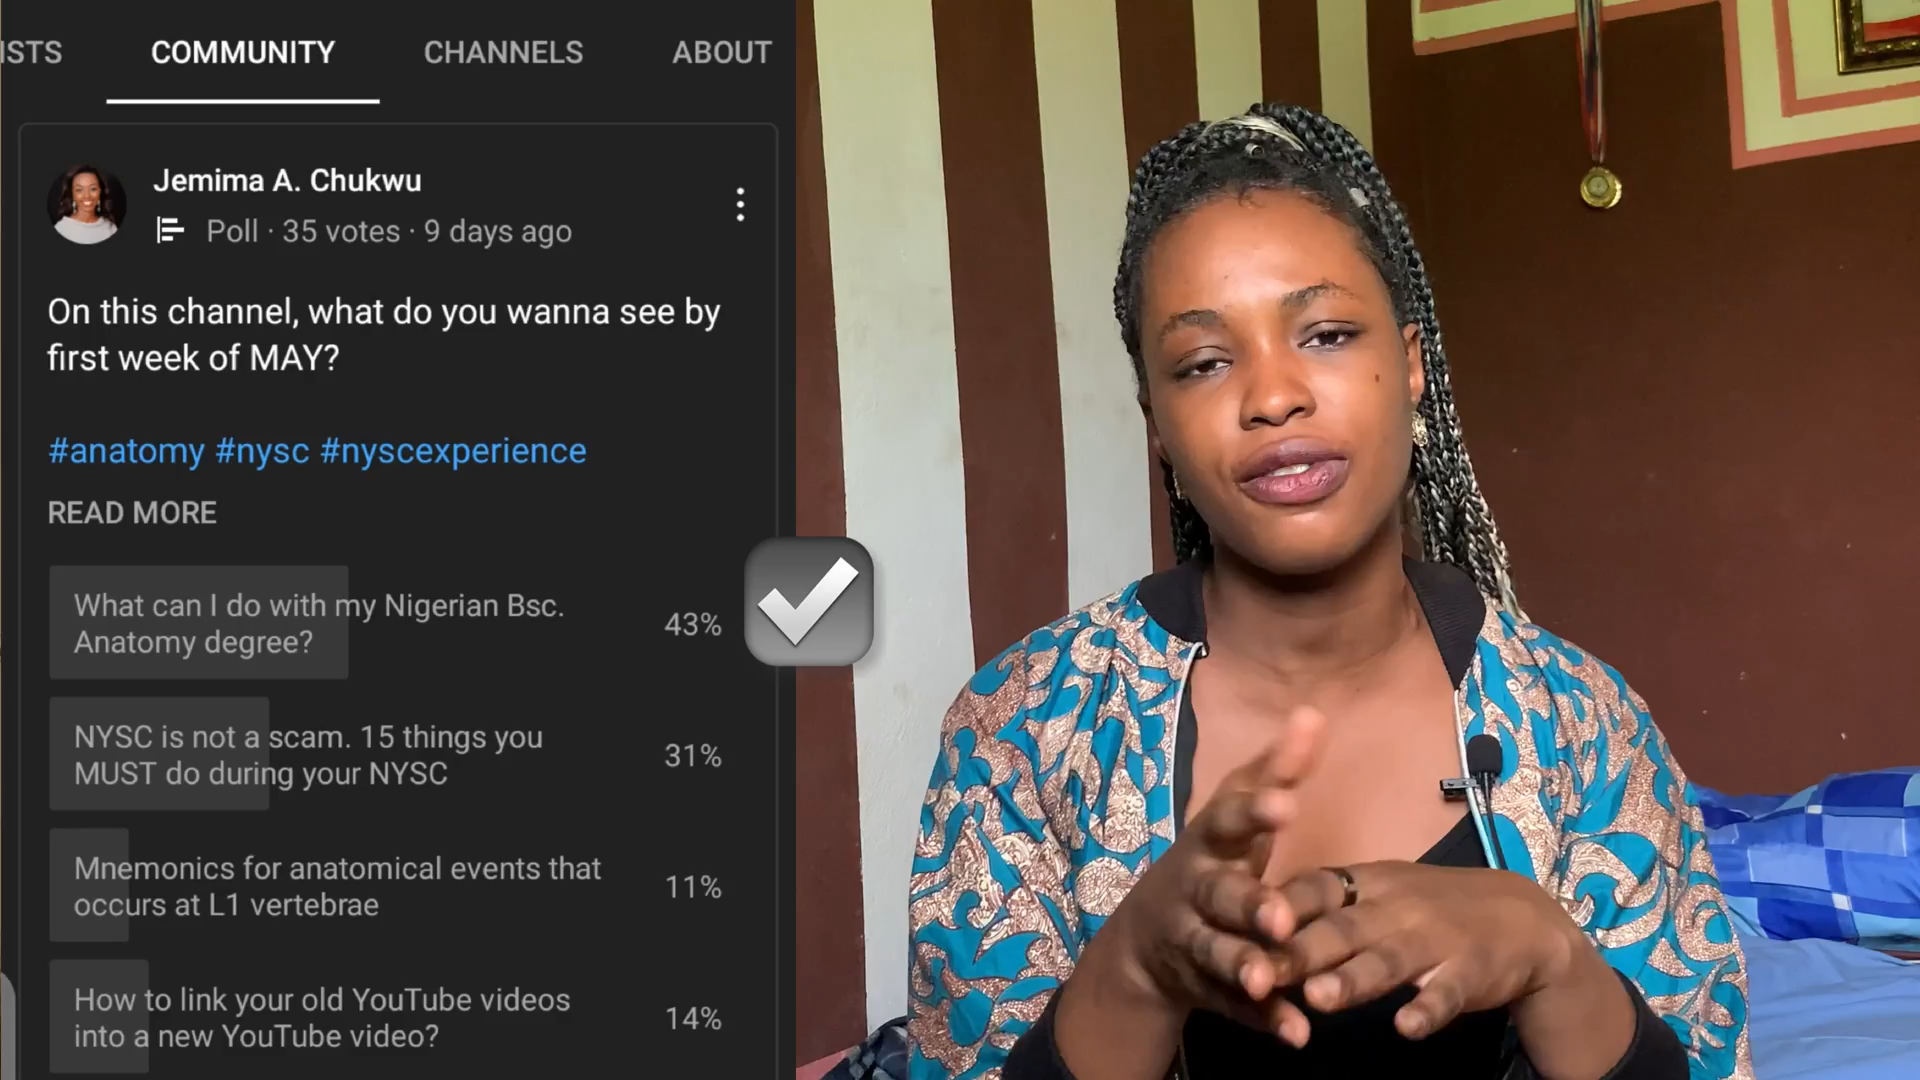 ISTS COMMUNITY CHANNELS ABOUT
Jemima A. Chukwu
Poll · 35 votes · 9 days ago
On this channel, what do you wanna see by
first week of MAY?
#anatomy #nysc #nyscexperience
READ MORE
What can I do with my Nigerian Bsc.
Anatomy degree?
43%
NYSC is not a scam. 15 things you
MUST do during your NYSC
31%
Mnemonics for anatomical events that
occurs at L1 vertebrae
11%
How to link your old YouTube videos
into a new YouTube video?
14%